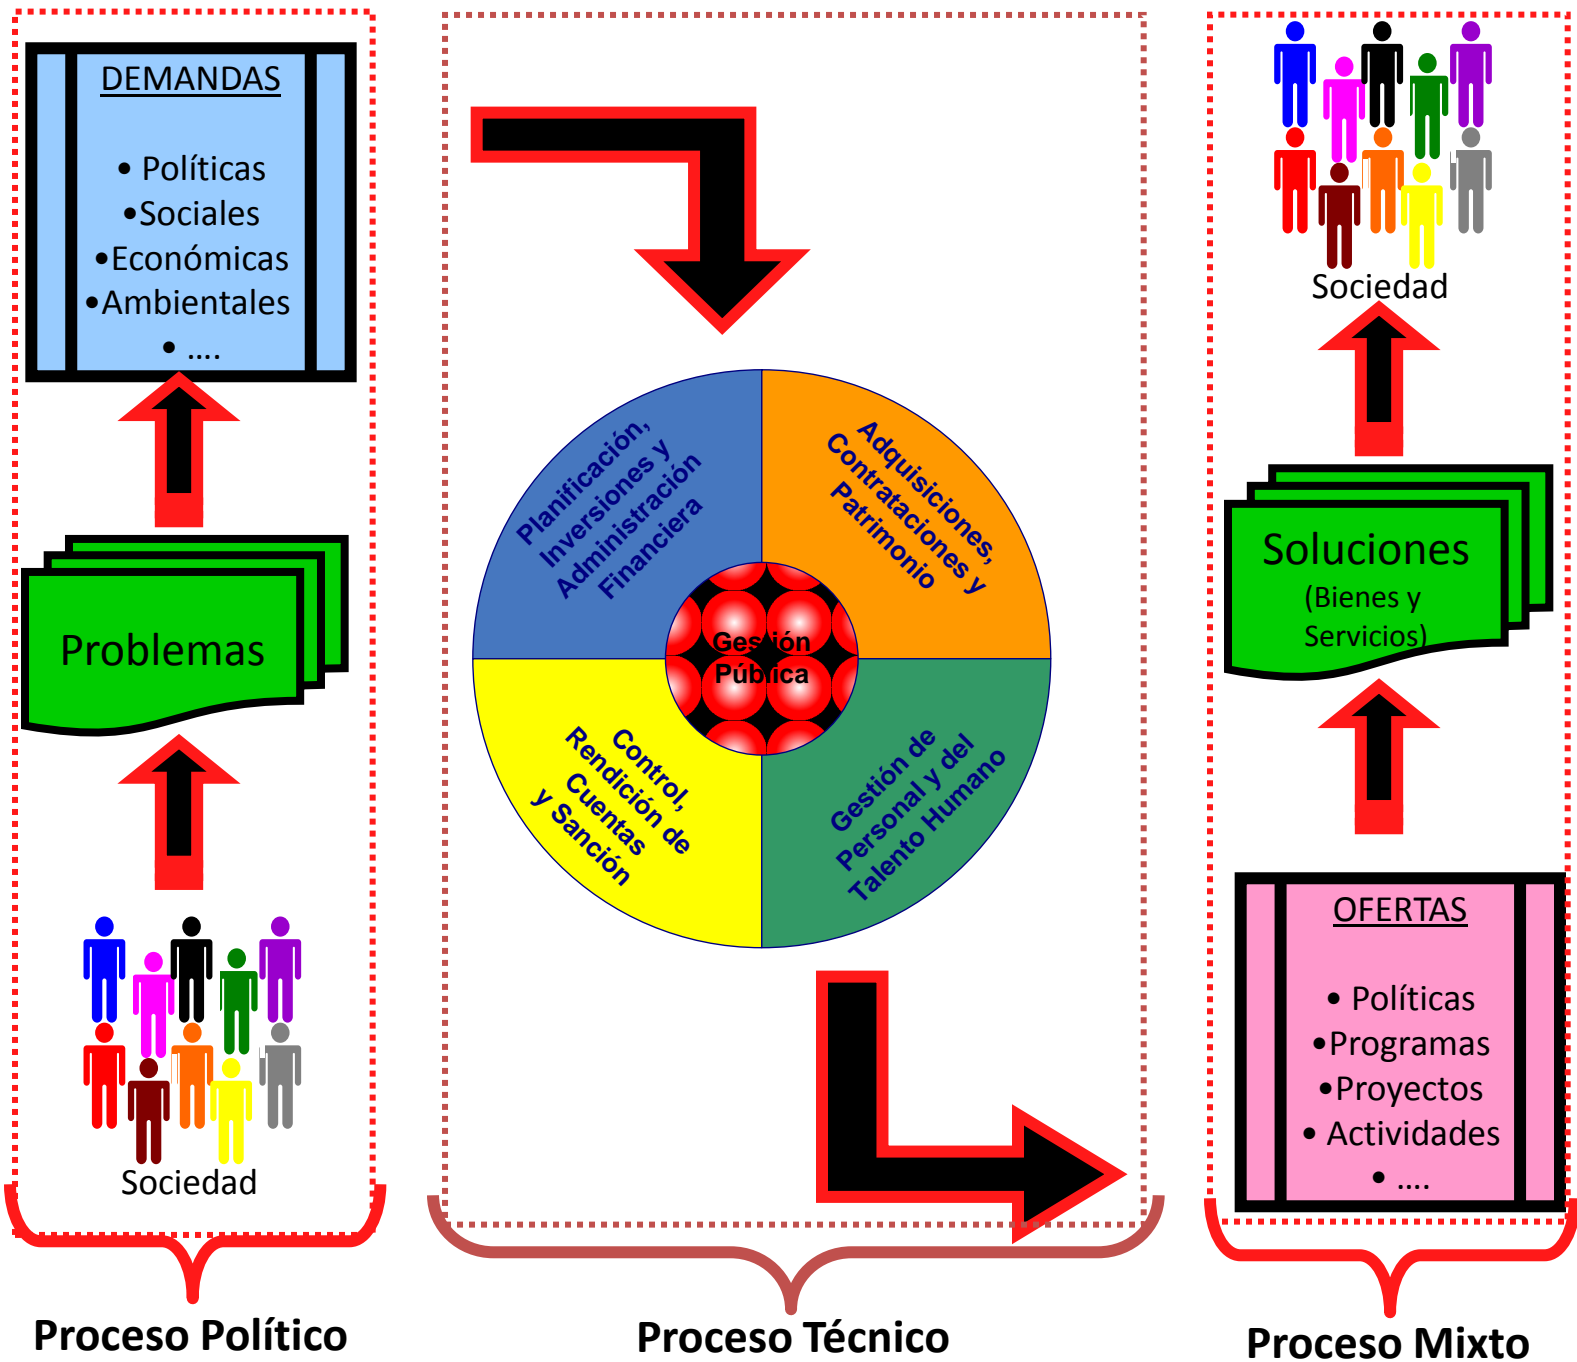 DEMANDAS
• Políticas
•Sociales
•Económicas
•Ambientales
• ....
Problemas
Sociedad
Proceso Político
Planificación,
Inversiones y
Administración
Financiera
Adquisiciones,
Contrataciones y
Patrimonio
Gestión
Pública
Control,
Rendición de
Cuentas
y Sanción
Gestión de
Personal y del
Talento Humano
Proceso Técnico
Sociedad
Soluciones
(Bienes y
Servicios)
OFERTAS
• Políticas
•Programas
•Proyectos
• Actividades
• ....
Proceso Mixto